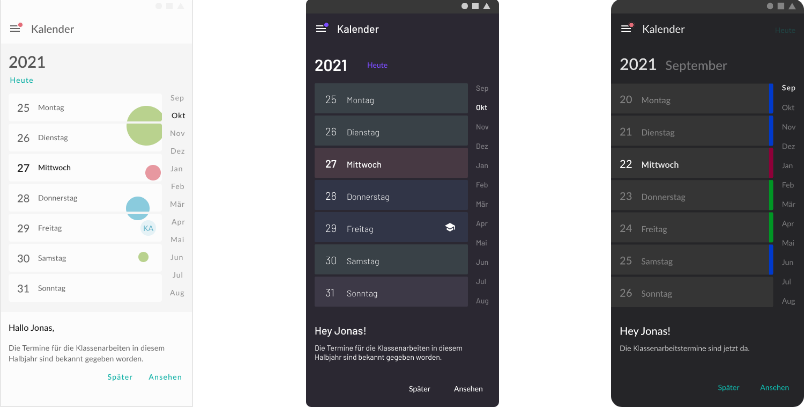 Kalender
2021
Heute
25 Montag
26 Dienstag
27 Mittwoch
28 Donnerstag
29 Freitag KA
30 Samstag
31 Sonntag
Sep
Okt
Nov
Dez
Jan
Feb
Mär
Apr
Mai
Jun
Jul
Aug
Hallo Jonas,
Die Termine für die Klassenarbeiten in diesem
Halbjahr sind bekannt gegeben worden.
Später Ansehen
Kalender
2021 Heute
25 Montag
26 Dienstag
27 Mittwoch
28 Donnerstag
29 Freitag
30 Samstag
31 Sonntag
Sep
Okt
Nov
Dez
Jan
Feb
Mär
Apr
Mai
Jun
Jul
Aug
Hey Jonas!
Die Termine für die Klassenarbeiten in diesem
Halbjahr sind bekannt gegeben worden.
Später Ansehen
Kalender Heute
2021 September
20 Montag
21 Dienstag
22 Mittwoch
23 Donnerstag
24 Freitag
25 Samstag
26 Sonntag
Sep
Okt
Nov
Dez
Jan
Feb
Mär
Apr
Mai
Jun
Jul
Aug
Hey Jonas!
Die Klassenarbeitstermine sind jetzt da.
Später Ansehen